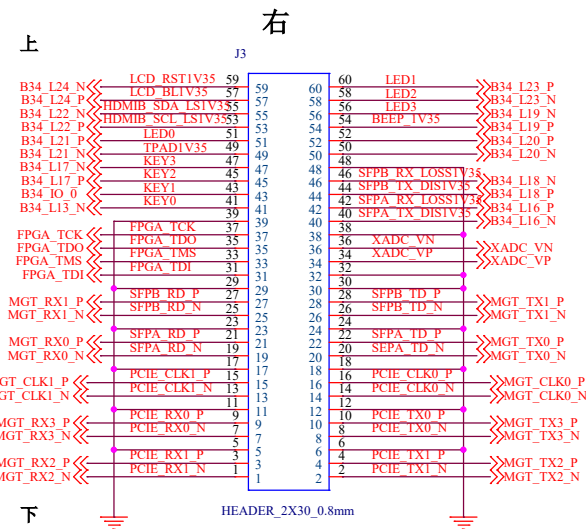 右
上
J3
B34_L24_N LCD_RST1V35 59 59 60 60 LED1 B34_L23_P
B34_L24_P LCD_BL1V35 57 57 58 58 LED2 B34_L23_N
B34_L22_N HDMIB_SDA_LS1V35 55 55 56 56 LED3 B34_L19_N
B34_L22_P HDMIB_SCL_LS1V35 53 53 54 54 BEEP_1V35 B34_L19_P
B34_L21_P LED0 51 51 52 52 B34_L20_P
B34_L21_N TPAD1V35 49 49 50 50 B34_L20_N
B34_L17_N KEY3 47 47 48 48
B34_L17_P KEY2 45 45 46 46 SFPB_RX_LOSS1V35 B34_L18_N
B34_IO_0 KEY1 43 43 44 44 SFPB_TX_DIS1V35 B34_L18_P
B34_L13_N KEY0 41 41 42 42 SFPA_RX_LOSS1V35 B34_L16_P
39 39 40 40 SFPA_TX_DIS1V35 B34_L16_N
FPGA_TCK FPGA_TCK 37 37 38 38
FPGA_TDO FPGA_TDO 35 35 36 36 XADC_VN XADC_VN
FPGA_TMS FPGA_TMS 33 33 34 34 XADC_VP XADC_VP
FPGA_TDI FPGA_TDI 31 31 32 32
29 29 30 30
MGT_RX1_P SFPB_RD_P 27 27 28 28 SFPB_TD_P MGT_TX1_P
MGT_RX1_N SFPB_RD_N 25 25 26 26 SFPB_TD_N MGT_TX1_N
23 23 24 24
MGT_RX0_P SFPA_RD_P 21 21 22 22 SFPA_TD_P MGT_TX0_P
MGT_RX0_N SFPA_RD_N 19 19 20 20 SEPA_TD_N MGT_TX0_N
17 17 18 18
GT_CLK1_P PCIE_CLK1_P 15 15 16 16 PCIE_CLK0_P MGT_CLK0_P
GT_CLK1_N PCIE_CLK1_N 13 13 14 14 PCIE_CLK0_N MGT_CLK0_N
11 11 12 12
MGT_RX3_P PCIE_RX0_P 9 9 10 10 PCIE_TX0_P MGT_TX3_P
MGT_RX3_N PCIE_RX0_N 7 7 8 8 PCIE_TX0_N MGT_TX3_N
5 5 6 6
MGT_RX2_P PCIE_RX1_P 3 3 4 4 PCIE_TX1_P MGT_TX2_P
MGT_RX2_N PCIE_RX1_N 1 1 2 2 PCIE_TX1_N MGT_TX2_N
下
HEADER_2X30_0.8mm